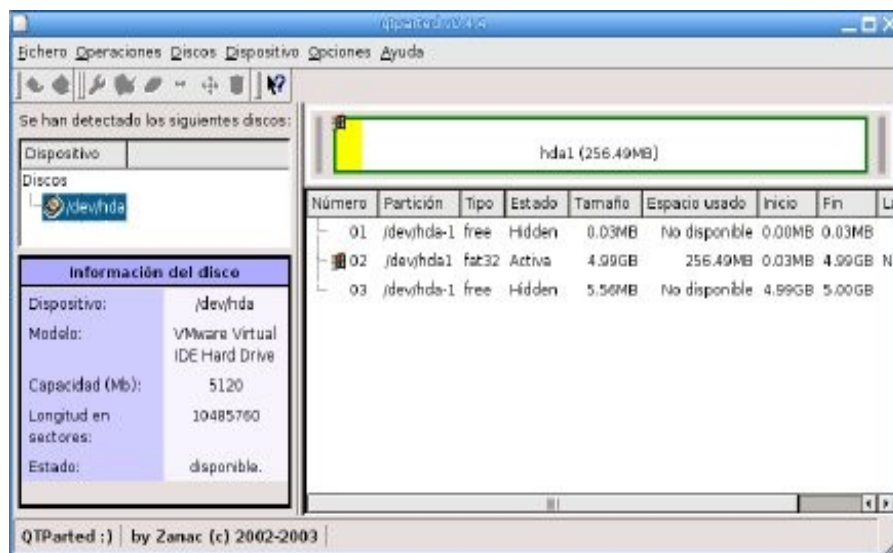 QTParted v0.4.4
Fichero Operaciones Discos Dispositivo Opciones Ayuda
Se han detectado los siguientes discos:
Dispositivo
Discos
/dev/hda
Información del disco
Dispositivo: /dev/hda
Modelo: VMware Virtual
IDE Hard Drive
Capacidad (Mb): 5120
Longitud en
sectores: 10485760
Estado: disponible.
hda1 (256.49MB)
Número Partición Tipo Estado Tamaño Espacio usado Inicio Fin
01 /dev/hda-1 free Hidden 0.03MB No disponible 0.00MB 0.03MB
02 /dev/hda1 fat32 Activa 4.99GB 256.49MB 0.03MB 4.99GB N
03 /dev/hda-1 free Hidden 5.56MB No disponible 4.99GB 5.00GB
QTParted :) by Zanac (c) 2002-2003